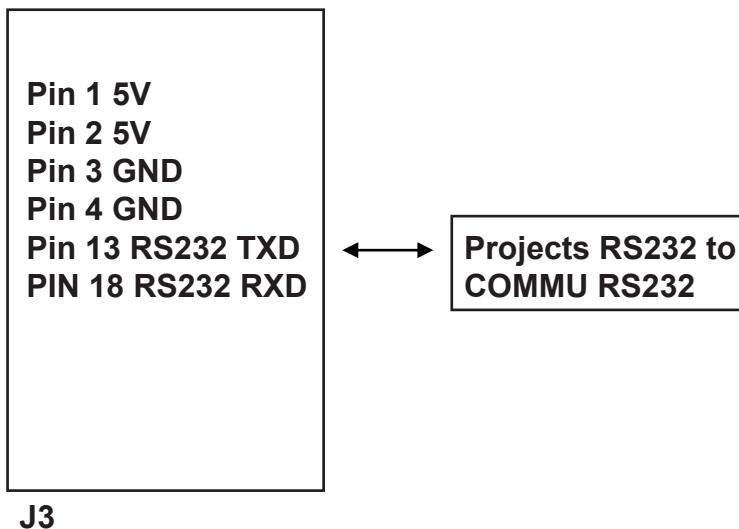 Pin 1 5V
Pin 2 5V
Pin 3 GND
Pin 4 GND
Pin 13 RS232 TXD
PIN 18 RS232 RXD
Projects RS232 to
COMMU RS232
J3